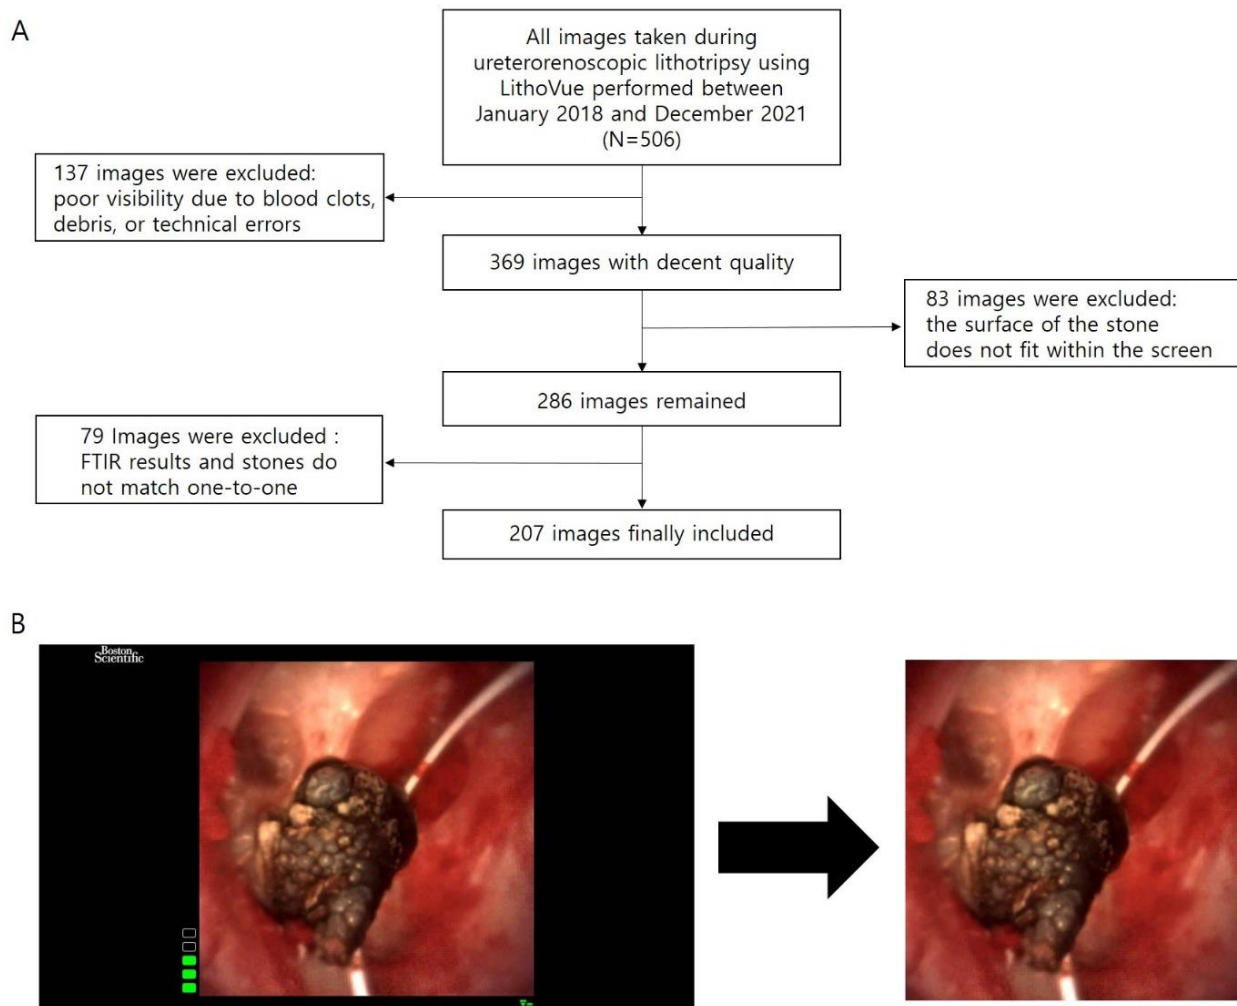 A
All images taken during
ureterorenoscopic lithotripsy using
LithoVue performed between
January 2018 and December 2021
(N=506)
137 images were excluded:
poor visibility due to blood clots,
debris, or technical errors
369 images with decent quality
83 images were excluded:
the surface of the stone
does not fit within the screen
286 images remained
79 Images were excluded :
FTIR results and stones do
not match one-to-one
207 images finally included
B
Boston
Scientific